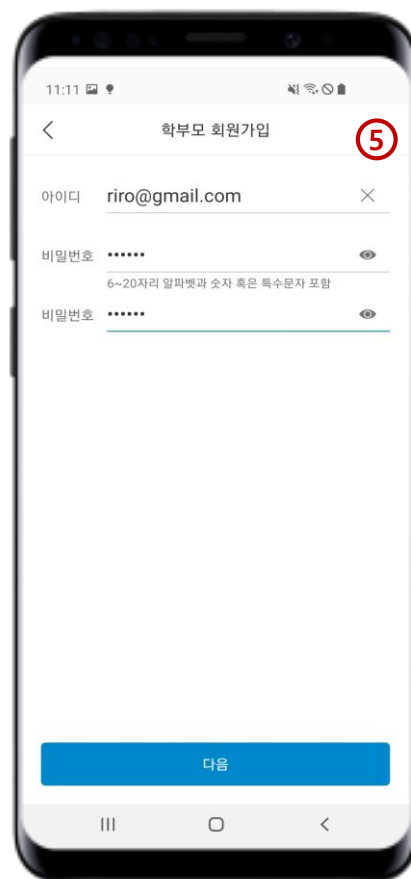 11:11
학부모 회원가입
⑤
아이디 riro@gmail.com
비밀번호 ••••••
6~20자리 알파벳과 숫자 혹은 특수문자 포함
비밀번호 ••••••
다음